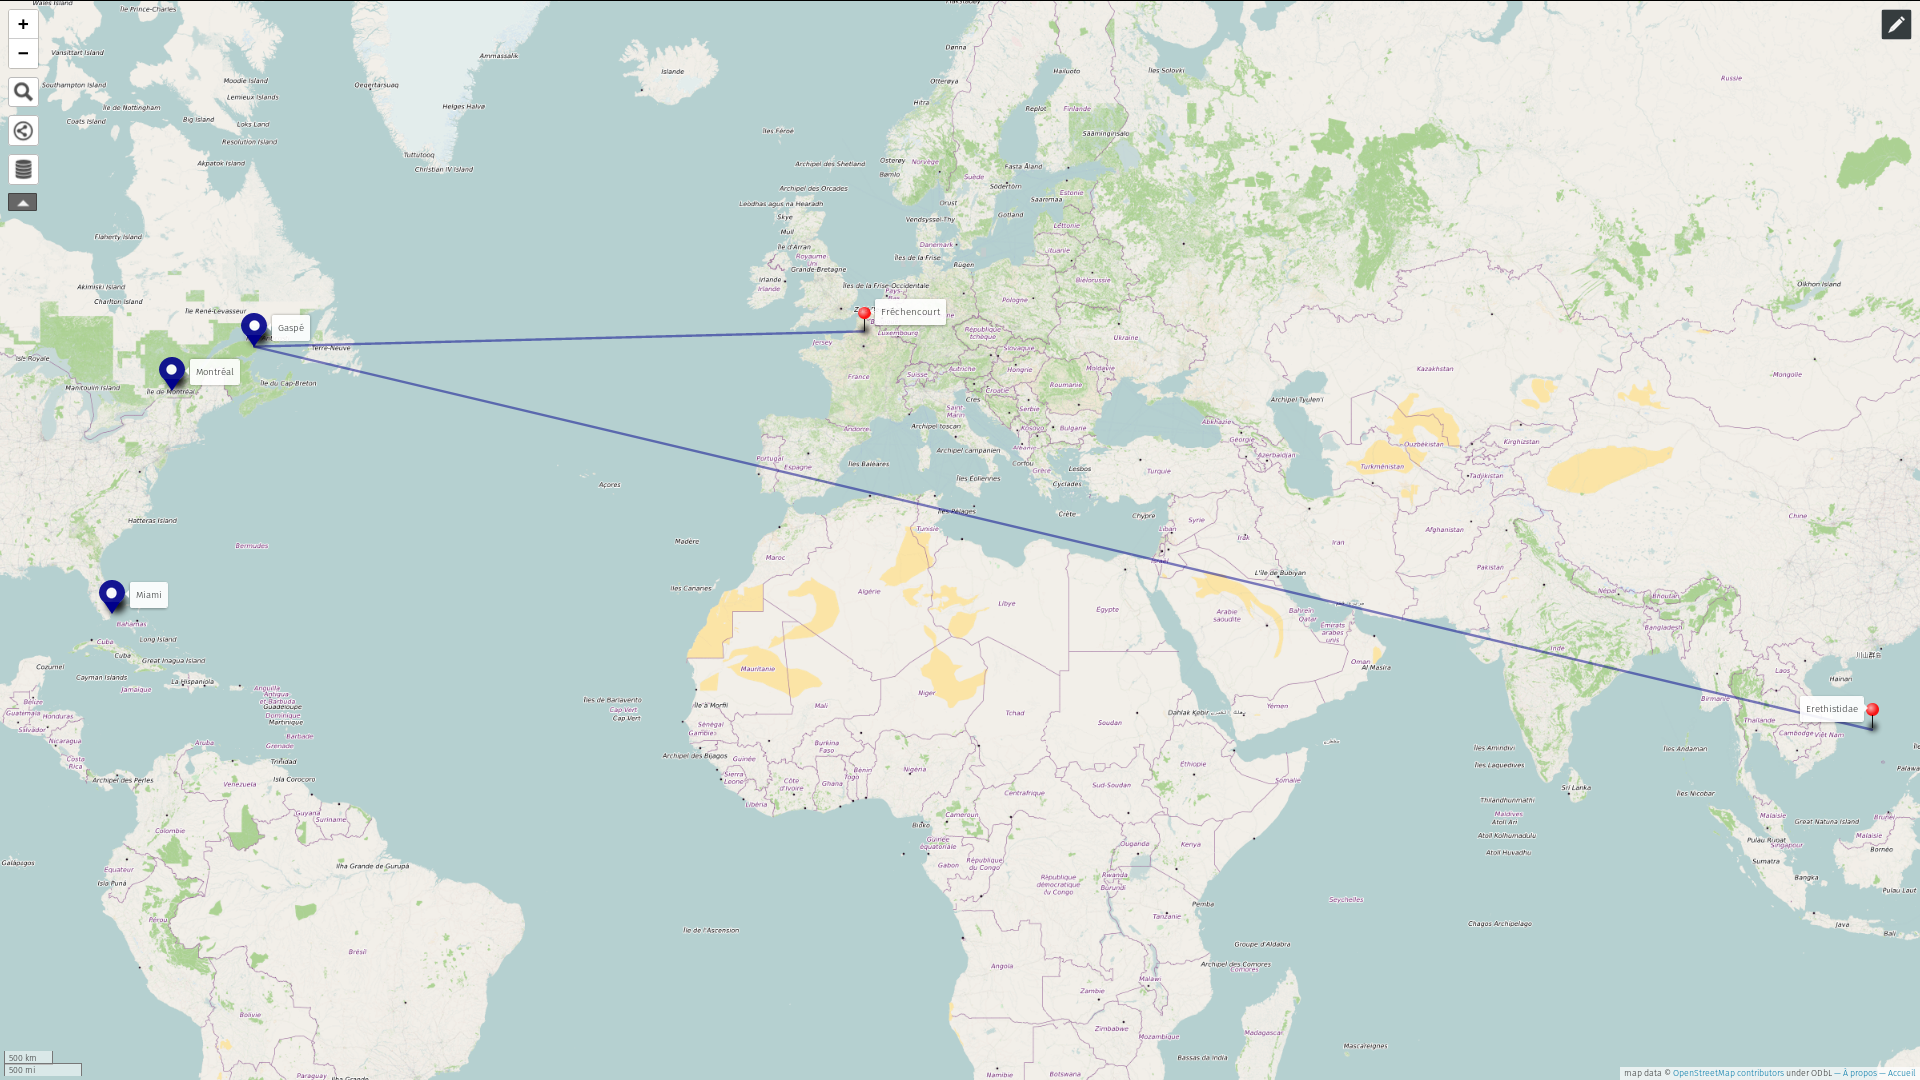 Wales Island
Île Prince-Charles
Vansittart Island
Southampton Island
Île de Nottingham
Coats Island
Moodie Island
Lemieux Islands
Big Island
Loks Land
Resolution Island
Akpatok Island
Qeqertarsuaq
Ammassalik
Helges Halvø
Tuttutooq
Christian IV Island
Islande
Îles Féroé
Archipel des Shetland
Archipel des Orcades
Leòdhas agus na Hearadh
Skye
Mull
Île d'Arran
Royaume
Grande-Bretagne
Irlande
Irlande
Dønna
Otterøya
Hitra
Osterøy
Norvège
Bømlo
Suède
Hailuoto
Replot
Finlande
Sääminginsalo
Fasta Åland
Södertörn
Saaremaa
Estonie
Orust
Gotland
Vendsyssel-Thy
Lettonie
Danemark
Îles de la Frise
Rügen
Biélorussie
Îles de la Frise-Occidentale
Pologne
Îles Solovki
Russie
Oïkhon Island
Flaherty Island
Akimiski Island
Charlton Island
Île René-Levasseur
Gaspé
Terre-Neuve
Isle Royale
Montréal
Île de Montréal
Manitoulin Island
Île du Cap-Breton
Fréchencourt
Luxembourg
Jersey
France
Suisse
République
tchèque
Slovaquie
Autriche
Hongrie
Moldavie
Ukraine
Roumanie
Croatie
Cres
Serbie
Saint
Marin
Kosovo
Bulgarie
Andorre
Archipel toscan
Archipel campanien
Corfou
Grèce
Lesbos
Cyclades
Crète
Îles Baléares
Îles Éoliennes
Îles Pélages
Portugal
Espagne
Açores
Abkhazie
Géorgie
Azerbaïdjan
Turquie
Chypre
Liban
Syrie
Irak
Israël
Iran
Archipel Tyuleni
Kazakhstan
Ouzbékistan
Turkménistan
Kirghizistan
Tadjikistan
Mongolie
Afghanistan
Chine
Pakistan
Hatteras Island
Bermudes
Miami
Bahamas
Cuba
Cuba
Long Island
Great Inagua Island
Cozumel
Cayman Islands
Jamaïque
La Hispaniola
Anguilla
Antigua
et-Barbuda
Guadeloupe
Dominique
Martinique
Barbade
Grenade
Belize
Guatemala
Honduras
Salvador
Nicaragua
Costa
Rica
Aruba
Trinidad
Isla Corocoro
Archipel des Perles
Venezuela
Guyana
Suriname
Colombie
Galápagos
Équateur
Isla Puná
Ilha Grande de Gurupá
Pérou
Brésil
Bolivie
Paraguay
Ilha Grande
Madère
Îles Canaries
Maroc
Tunisie
Algérie
Libye
Égypte
Mauritanie
Mali
Niger
Tchad
Soudan
Îles de Barlavento
Cap Vert
Cap Vert
Île à Morfil
Sénégal
Gambie
Archipel des Bijagos
Guinée
Sierra
Leone
Libéria
Burkina
Faso
Côte
d'Ivoire
Ghana
Togo
Bénin
Nigéria
Cameroun
Bioko
Guinée
équatoriale
Gabon
République
du Congo
Centrafrique
Sud-Soudan
Éthiopie
Somalie
Ouganda
Kenya
République
démocratique
du Congo
Rwanda
Burundi
Tanzanie
Pemba
Île de l'Ascension
Angola
Zambie
Malawi
Zimbabwe
Mozambique
Namibie
Botswana
Groupe d'Aldabra
Archipel des Comores
Comores
Madagascar
Bassas da India
Mascareignes
Seychelles
L'île de Bubiyan
Arabie
saoudite
Bahreïn
Qatar
Émirats
arabes
unis
Oman
Al Masira
Dahlak Kebir
Yémen
Népal
Bhoutan
Bangladesh
Inde
Birmanie
Laos
Hainan
Thaïlande
Cambodge
Viêt Nam
Erethistidae
Îles Amindivi
Îles Laquedives
Sri Lanka
Îles Andaman
Îles Nicobar
Thiladhunmathi
Maldives
Atoll Ari
Atoll Kolhumadulu
Atoll Huvadhu
Chagos Archipelago
Malaisie
Great Natuna Island
Pulau Rupat
Singapour
Sumatra
Malaisie
Brunei
Bornéo
Bangka
Pulau Laut
Java
Bali
Palawan
500 km
500 mi
map data © OpenStreetMap contributors under ODbL — À propos — Accueil